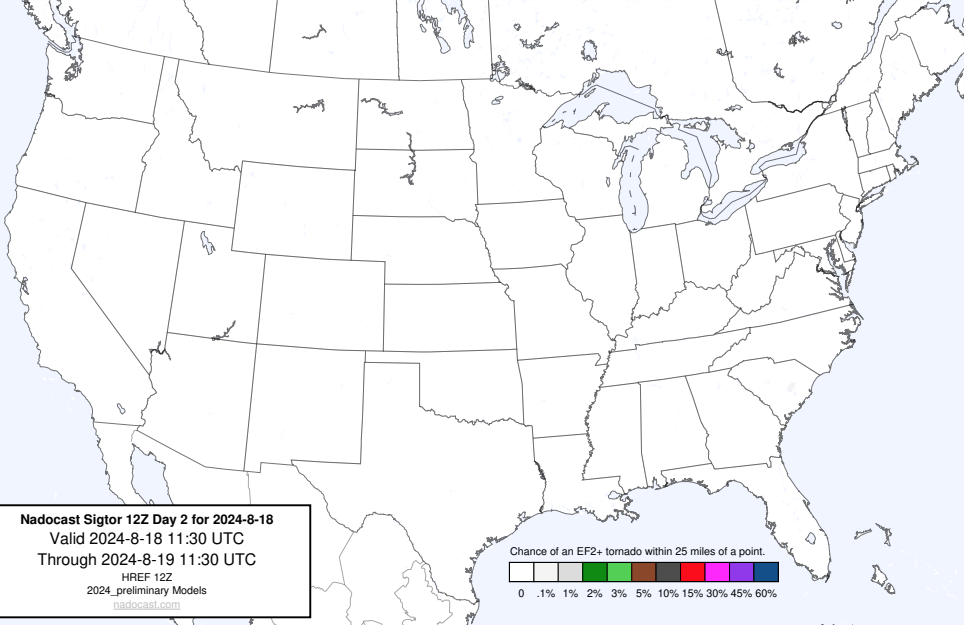 Nadocast Sigtor 12Z Day 2 for 2024-8-18
Valid 2024-8-18 11:30 UTC
Through 2024-8-19 11:30 UTC
HREF 12Z
2024_preliminary Models
nadocast.com
Chance of an EF2+ tornado within 25 miles of a point.
0 .1% 1% 2% 3% 5% 10% 15% 30% 45% 60%